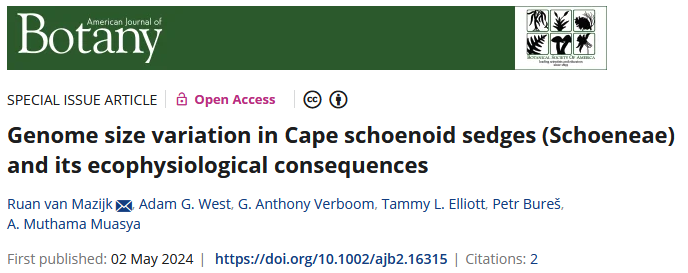 American Journal of
Botany
BOTANICAL SOCIETY OF AMERICA
SPECIAL ISSUE ARTICLE | Open Access | cc
Genome size variation in Cape schoenoid sedges (Schoeneae)
and its ecophysiological consequences
Ruan van Mazijk, Adam G. West, G. Anthony Verboom, Tammy L. Elliott, Petr Bureš,
A. Muthama Muasya
First published: 02 May 2024 | https://doi.org/10.1002/ajb2.16315 | Citations: 2